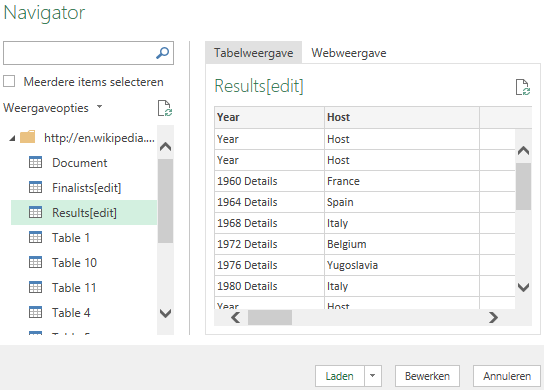 Navigator
Meerdere items selecteren
Weergaveopties
http://en.wikipedia....
Document
Finalists[edit]
Results[edit]
Table 1
Table 10
Table 11
Table 4
Tabelweergave Webweergave
Results[edit]
Year Host
Year Host
Year Host
1960 Details France
1964 Details Spain
1968 Details Italy
1972 Details Belgium
1976 Details Yugoslavia
1980 Details Italy
Year Host
Laden Bewerken Annuleren